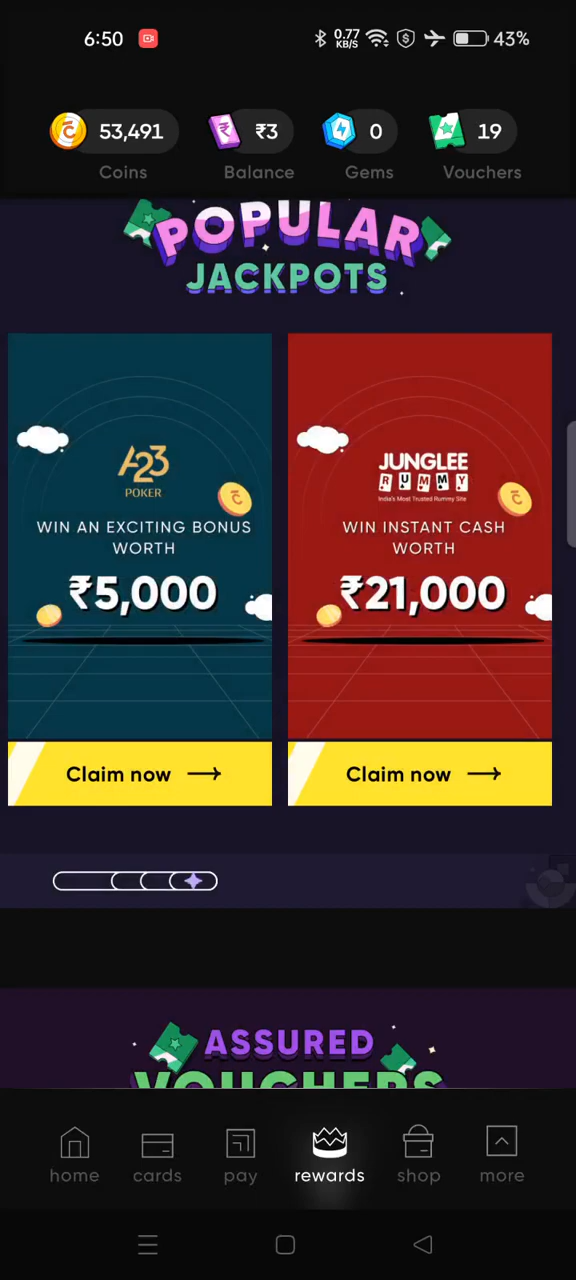 6:50
0.77
KB/S
43%
53,491
₹3
0
19
Coins
Balance
Gems
Vouchers
POPULAR
JACKPOTS
A23
POKER
WIN AN EXCITING BONUS
WORTH
₹5,000
Claim now
JUNGLEE
RUMMY
India's Most Trusted Rummy Site
WIN INSTANT CASH
WORTH
₹21,000
Claim now
ASSURED
VOUCHERS
home
cards
pay
rewards
shop
more